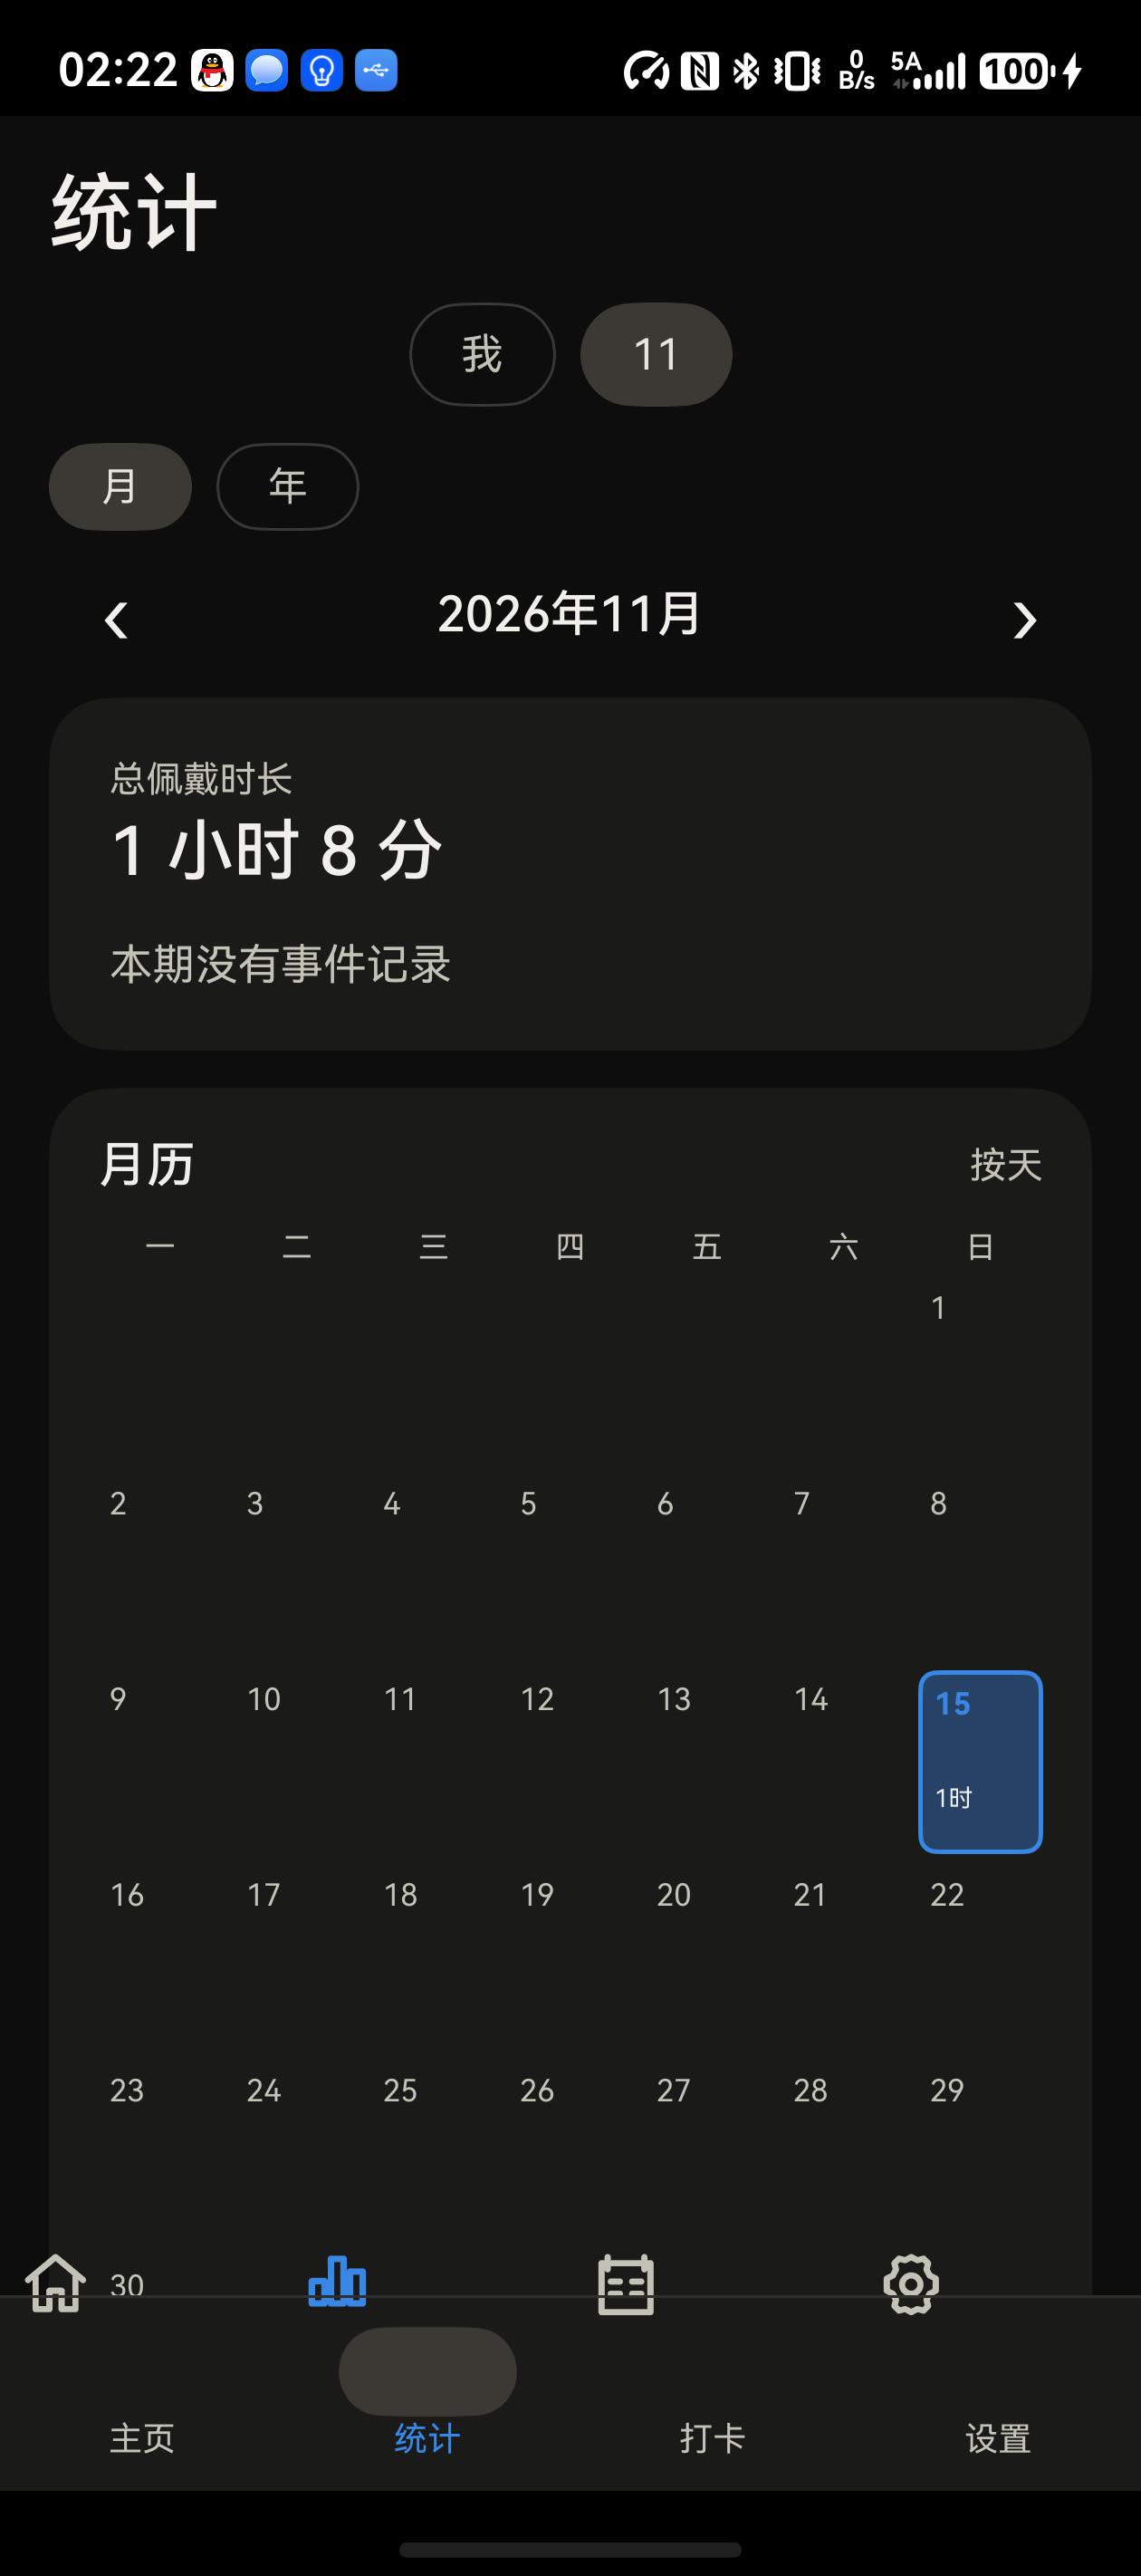 02:22 0 B/s 5A 100
统计
我 11
月 年
‹ 2026年11月 ›
总佩戴时长
1 小时 8 分
本期没有事件记录
月历 按天
一 二 三 四 五 六 日
1
2 3 4 5 6 7 8
9 10 11 12 13 14 15
1时
16 17 18 19 20 21 22
23 24 25 26 27 28 29
30
主页 统计 打卡 设置